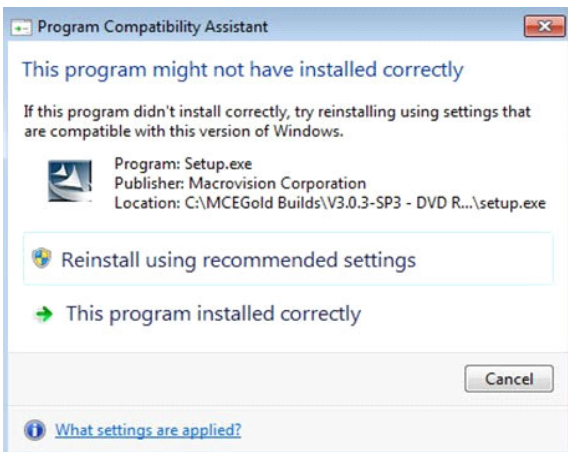 Program Compatibility Assistant
This program might not have installed correctly
If this program didn't install correctly, try reinstalling using settings that
are compatible with this version of Windows.
Program: Setup.exe
Publisher: Macrovision Corporation
Location: C:\MCEGold Builds\V3.0.3-SP3 - DVD R...\setup.exe
Reinstall using recommended settings
This program installed correctly
Cancel
What settings are applied?